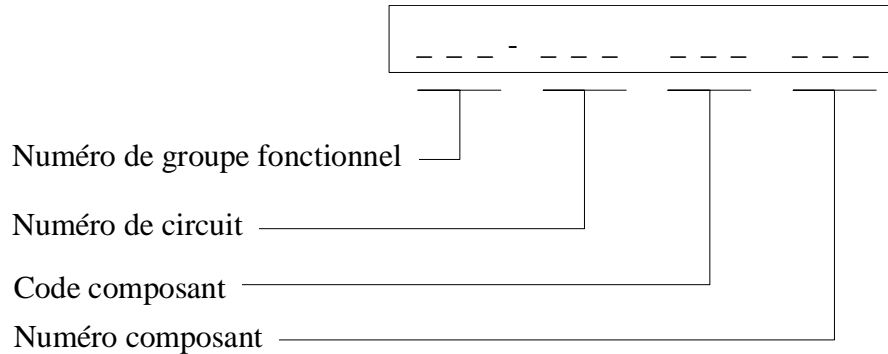 _ _ _ - _ _ _ _ _ _ _ _ _
Numéro de groupe fonctionnel
Numéro de circuit
Code composant
Numéro composant